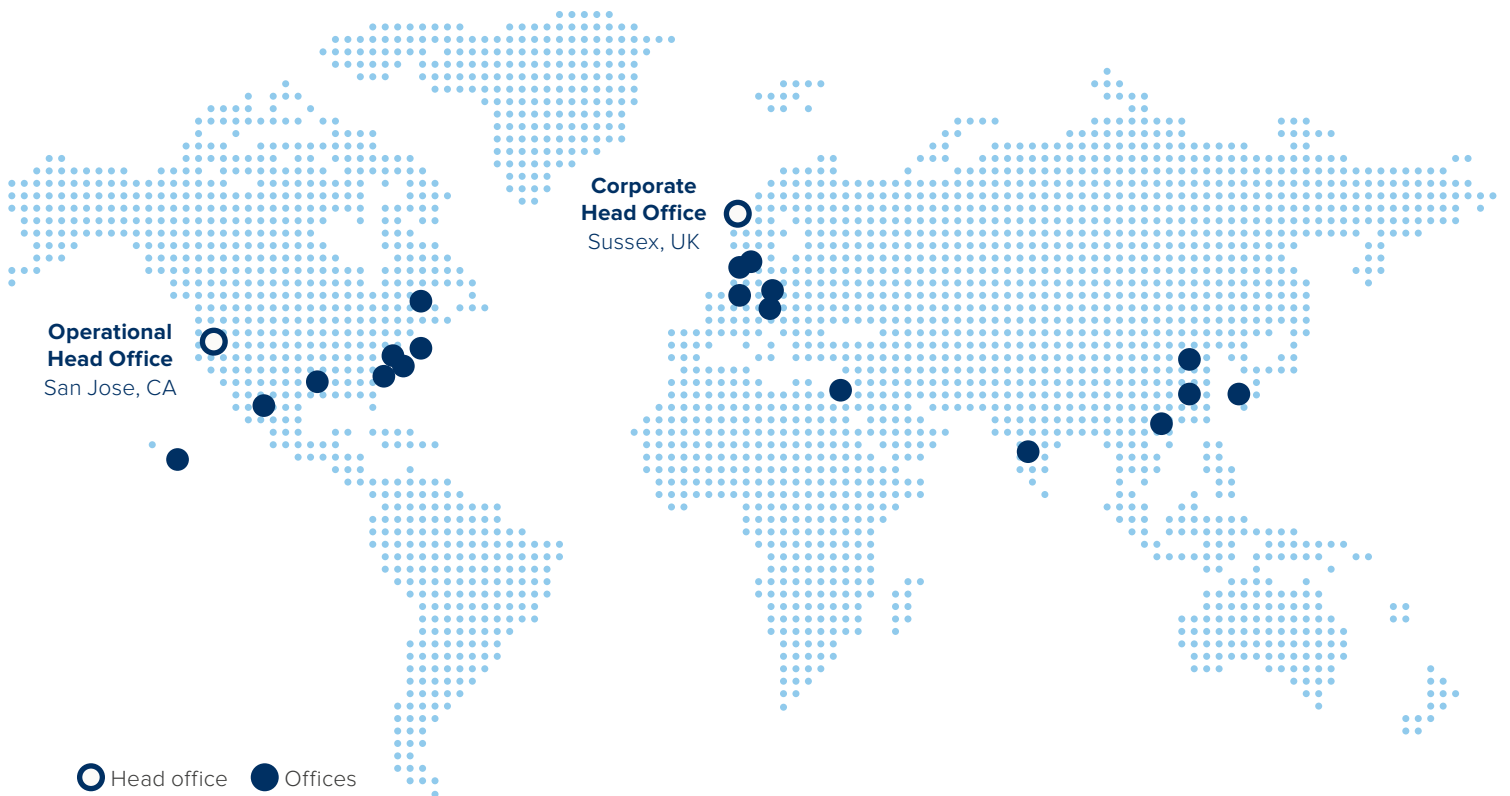 Corporate
Head Office
Sussex, UK
Operational
Head Office
San Jose, CA
Head office
Offices